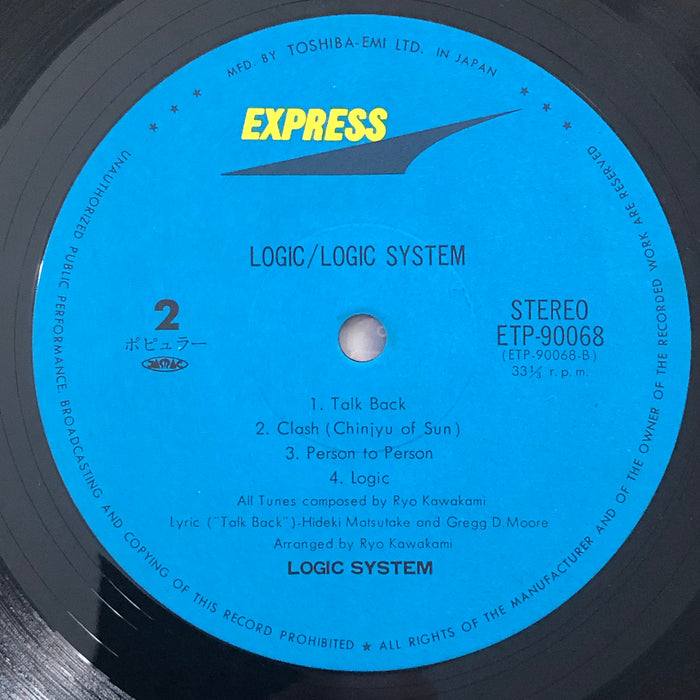 MFD. BY TOSHIBA-EMI LTD. IN JAPAN
EXPRESS
LOGIC/LOGIC SYSTEM
2
ポピュラー
JASRAC
STEREO
ETP-90068
(ETP-90068-B)
33⅓ r.p.m.
1. Talk Back
2. Clash (Chinjyu of Sun)
3. Person to Person
4. Logic
All Tunes composed by Ryo Kawakami
Lyric ("Talk Back")-Hideki Matsutake and Gregg D. Moore
Arranged by Ryo Kawakami
LOGIC SYSTEM
UNAUTHORIZED PUBLIC PERFORMANCE, BROADCASTING AND COPYING OF THIS RECORD PROHIBITED ★ ALL RIGHTS OF THE MANUFACTURER AND OF THE OWNER OF THE RECORDED WORK ARE RESERVED